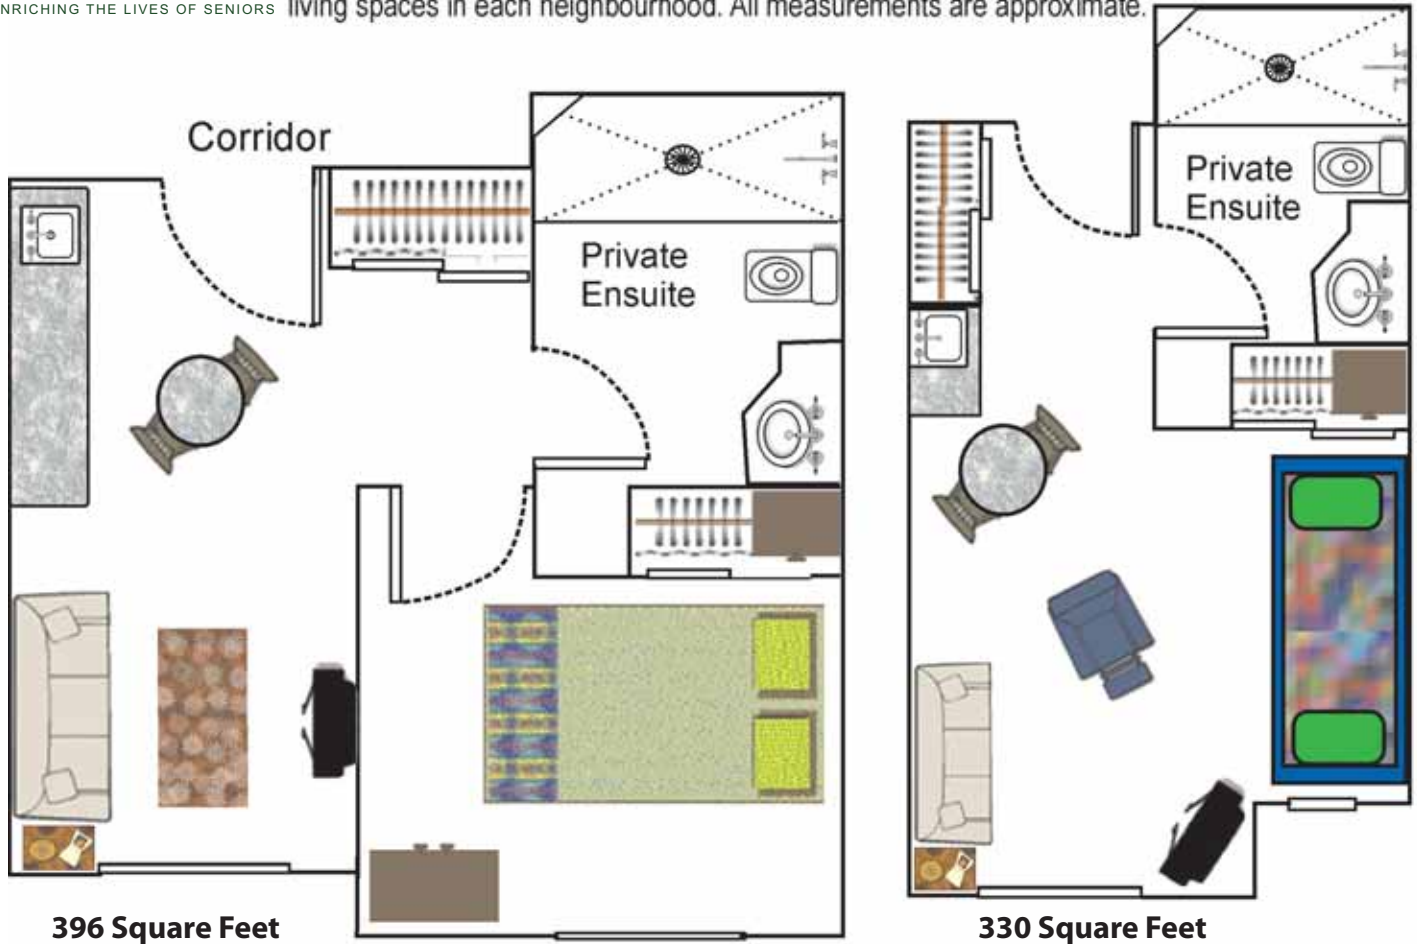 NRICHING THE LIVES OF SENIORS
living spaces in each neighbourhood. All measurements are approximate.
Corridor
Private
Ensuite
Private
Ensuite
396 Square Feet
330 Square Feet